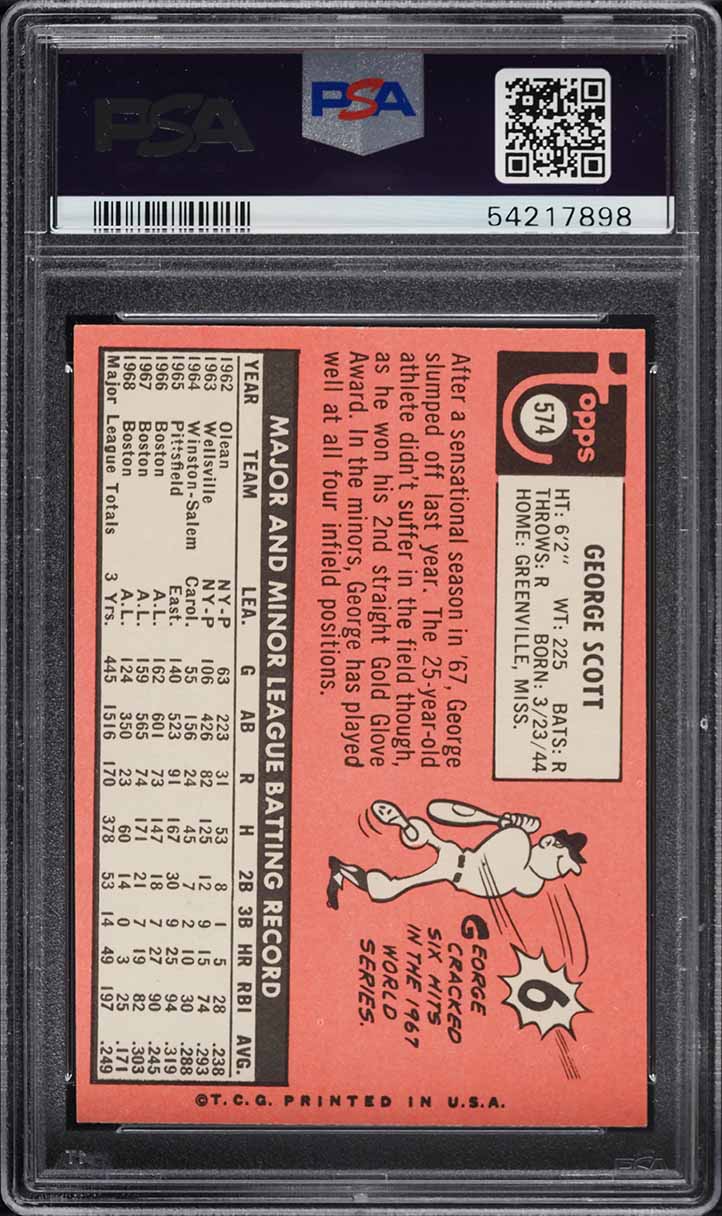 PSA
PSA
54217898
Topps
574
GEORGE SCOTT
HT: 6'2" WT: 225 BATS: R
THROWS: R BORN: 3/23/44
HOME: GREENVILLE, MISS.
After a sensational season in '67, George
slumped off last year. The 25-year-old
athlete didn't suffer in the field though,
as he won his 2nd straight Gold Glove
Award. In the minors, George has played
well at all four infield positions.
6
GEORGE
CRACKED
SIX HITS
IN THE 1967
WORLD
SERIES.
MAJOR AND MINOR LEAGUE BATTING RECORD
YEAR TEAM LEA. G AB R H 2B 3B HR RBI AVG.
1962 Olean NY-P 63 223 31 53 8 1 5 28 .238
1963 Wellsville NY-P 106 426 82 125 12 9 15 74 .293
1964 Winston-Salem Carol. 55 156 24 45 7 2 10 30 .288
1965 Pittsfield East. 140 523 91 167 30 9 25 94 .319
1966 Boston A.L. 162 601 73 147 18 7 27 90 .245
1967 Boston A.L. 159 565 74 171 21 7 19 82 .303
1968 Boston A.L. 124 350 23 60 14 0 3 25 .171
Major League Totals 3 Yrs. 445 1516 170 378 53 14 49 197 .249
©T.C.G. PRINTED IN U.S.A.
PSA